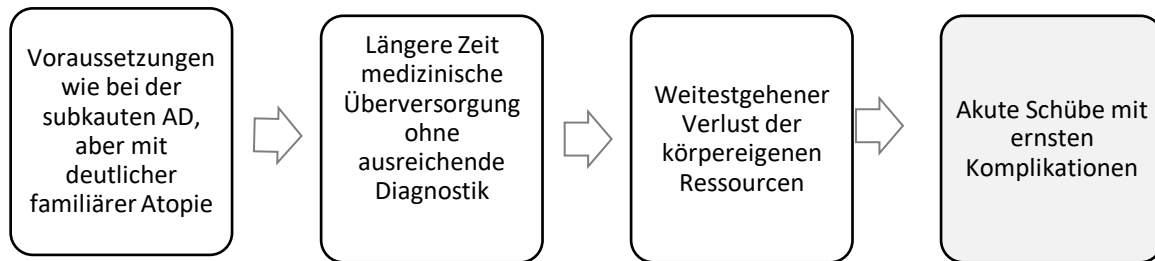 Voraussetzungen
wie bei der
subkauten AD,
aber mit
deutlicher
familiärer Atopie
Längere Zeit
medizinische
Überversorgung
ohne
ausreichende
Diagnostik
Weitestgehener
Verlust der
körpereigenen
Ressourcen
Akute Schübe mit
ernsten
Komplikationen